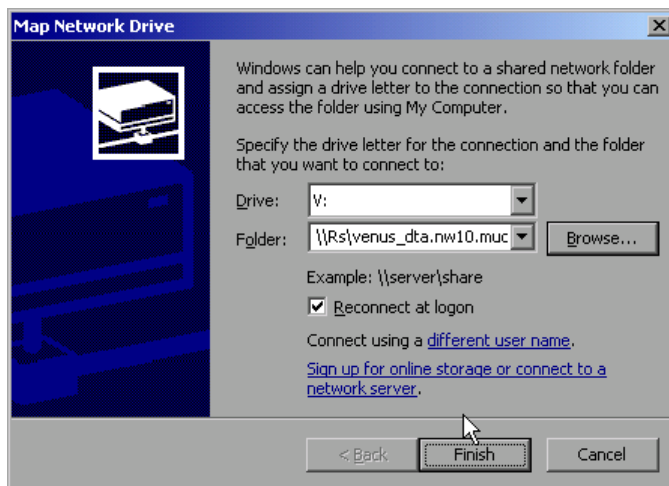 Map Network Drive
Windows can help you connect to a shared network folder
and assign a drive letter to the connection so that you can
access the folder using My Computer.
Specify the drive letter for the connection and the folder
that you want to connect to:
Drive: V:
Folder: \\Rs\venus_dta.nw10.muc Browse...
Example: \\server\share
Reconnect at logon
Connect using a different user name.
Sign up for online storage or connect to a
network server.
< Back Finish Cancel